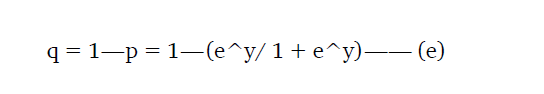 q = 1—p = 1—(e^y/ 1 + e^y)—— (e)